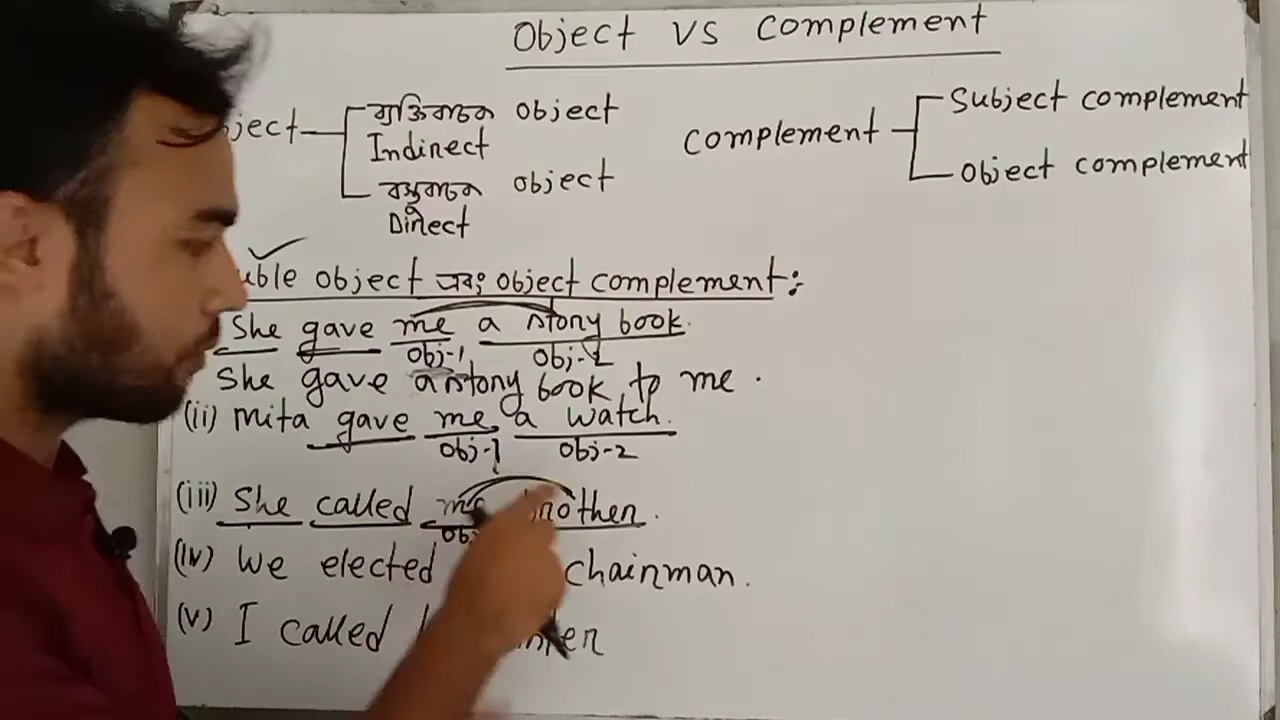 Object vs Complement
ব্যক্তিবাচক Object
Indirect
বস্তুবাচক object
Direct
Complement
Subject complement
Object complement
object এবং object complement:
She gave me a story book.
obj-1 obj-2
She gave a story book to me.
(ii) Mita gave me a watch.
obj-1 obj-2
(iii) She called me brother.
(iv) We elected chairman.
(v) I called